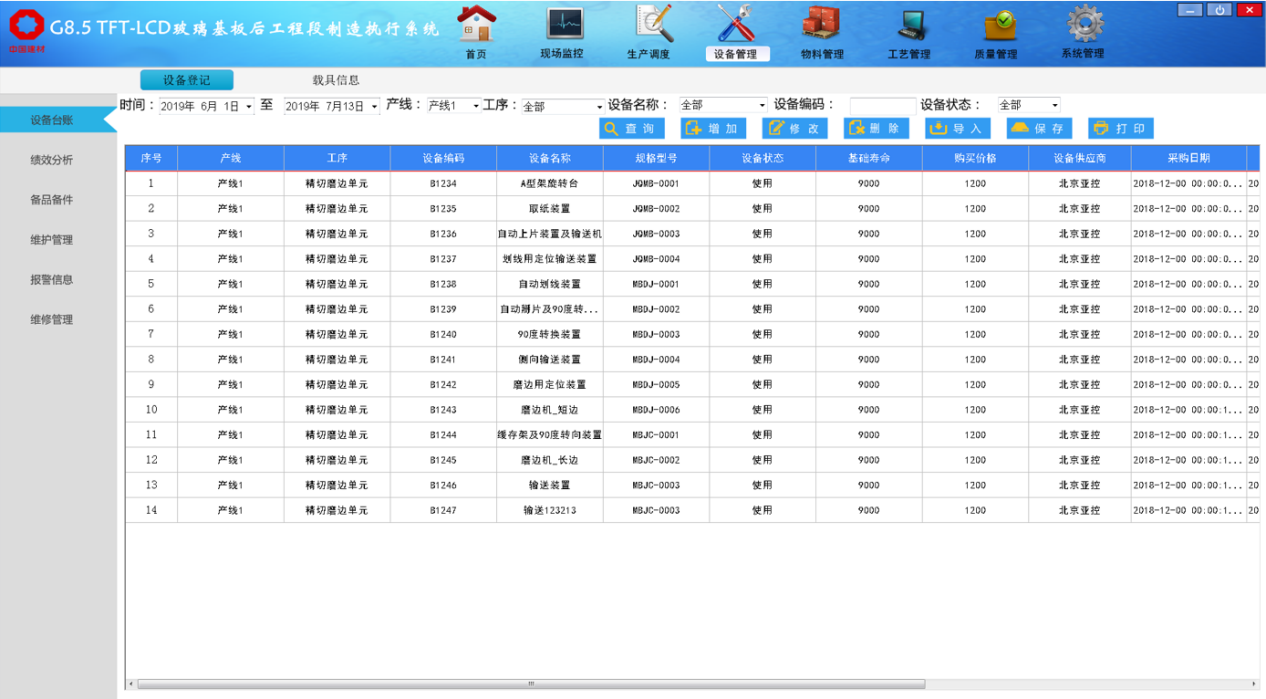 中国建材 G8.5 TFT-LCD玻璃基板后工程段制造执行系统
首页 现场监控 生产调度 设备管理 物料管理 工艺管理 质量管理 系统管理
设备登记 载具信息
时间： 2019年 6月 1日 至 2019年 7月13日 产线： 产线1 工序： 全部 设备名称： 全部 设备编码： 设备状态： 全部
查询 增加 修改 删除 导入 保存 打印
设备台账
绩效分析
备品备件
维护管理
报警信息
维修管理
序号 产线 工序 设备编码 设备名称 规格型号 设备状态 基础寿命 购买价格 设备供应商 采购日期
1 产线1 精切磨边单元 B1234 A型架旋转台 JQMB-0001 使用 9000 1200 北京亚控 2018-12-00 00:00:0... 20
2 产线1 精切磨边单元 B1235 取纸装置 JQMB-0002 使用 9000 1200 北京亚控 2018-12-00 00:00:0... 20
3 产线1 精切磨边单元 B1236 自动上片装置及输送机 JQMB-0003 使用 9000 1200 北京亚控 2018-12-00 00:00:0... 20
4 产线1 精切磨边单元 B1237 划线用定位输送装置 JQMB-0004 使用 9000 1200 北京亚控 2018-12-00 00:00:0... 20
5 产线1 精切磨边单元 B1238 自动划线装置 MBDJ-0001 使用 9000 1200 北京亚控 2018-12-00 00:00:0... 20
6 产线1 精切磨边单元 B1239 自动掰片及90度转... MBDJ-0002 使用 9000 1200 北京亚控 2018-12-00 00:00:0... 20
7 产线1 精切磨边单元 B1240 90度转换装置 MBDJ-0003 使用 9000 1200 北京亚控 2018-12-00 00:00:0... 20
8 产线1 精切磨边单元 B1241 侧向输送装置 MBDJ-0004 使用 9000 1200 北京亚控 2018-12-00 00:00:0... 20
9 产线1 精切磨边单元 B1242 磨边用定位装置 MBDJ-0005 使用 9000 1200 北京亚控 2018-12-00 00:00:0... 20
10 产线1 精切磨边单元 B1243 磨边机_短边 MBDJ-0006 使用 9000 1200 北京亚控 2018-12-00 00:00:1... 20
11 产线1 精切磨边单元 B1244 缓存架及90度转向装置 MBJC-0001 使用 9000 1200 北京亚控 2018-12-00 00:00:1... 20
12 产线1 精切磨边单元 B1245 磨边机_长边 MBJC-0002 使用 9000 1200 北京亚控 2018-12-00 00:00:1... 20
13 产线1 精切磨边单元 B1246 输送装置 MBJC-0003 使用 9000 1200 北京亚控 2018-12-00 00:00:1... 20
14 产线1 精切磨边单元 B1247 输送123213 MBJC-0003 使用 9000 1200 北京亚控 2018-12-00 00:00:1... 20